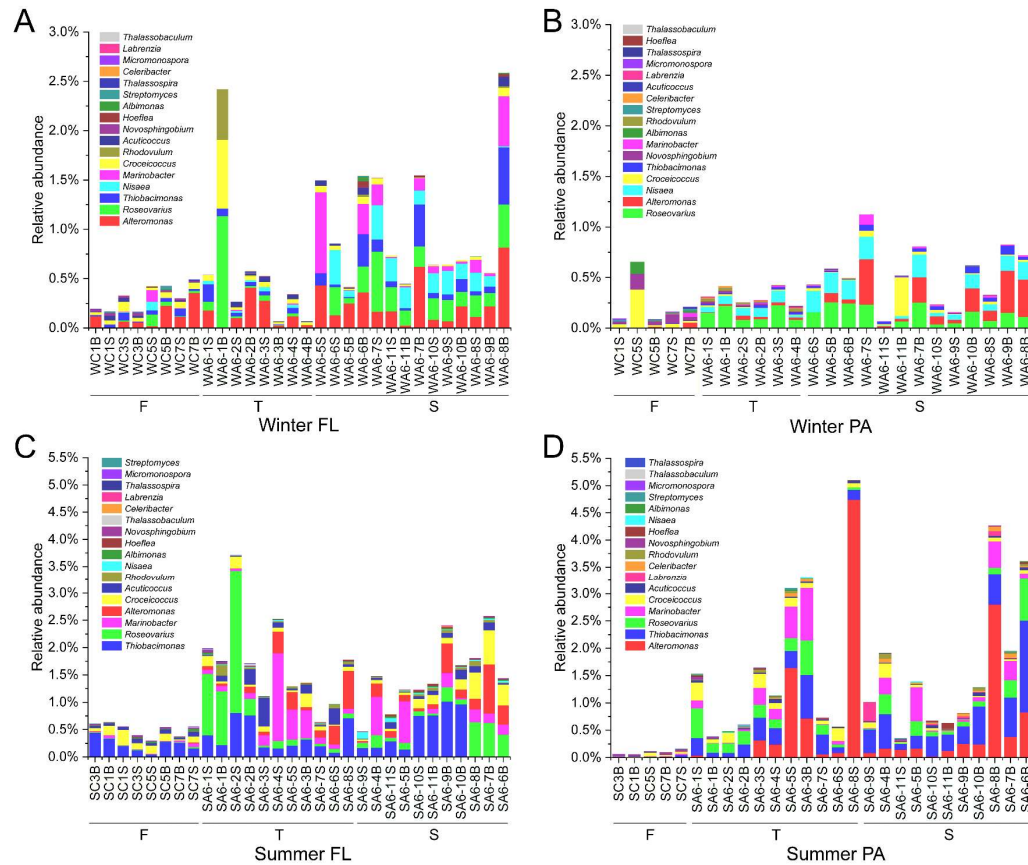 A
3.0%
2.5%
2.0%
1.5%
1.0%
0.5%
0.0%
Relative abundance
Thalassobaculum
Labrenzia
Micromonospora
Celeribacter
Thalassospira
Streptomyces
Albimonas
Hoeflea
Novosphingobium
Acuticoccus
Rhodovulum
Croceicoccus
Marinobacter
Nisaea
Thiobacimonas
Roseovarius
Alteromonas
WC1B
WC1S
WC3S
WC3B
WC5S
WC5B
WC7S
WC7B
WA6-1S
WA6-1B
WA6-2S
WA6-2B
WA6-3S
WA6-3B
WA6-4S
WA6-4B
WA6-5S
WA6-6S
WA6-5B
WA6-6B
WA6-7S
WA6-11S
WA6-11B
WA6-7B
WA6-10S
WA6-9S
WA6-10B
WA6-8S
WA6-9B
WA6-8B
F
T
S
Winter FL
B
3.0%
2.5%
2.0%
1.5%
1.0%
0.5%
0.0%
Relative abundance
Thalassobaculum
Hoeflea
Thalassospira
Micromonospora
Labrenzia
Acuticoccus
Celeribacter
Streptomyces
Rhodovulum
Albimonas
Marinobacter
Novosphingobium
Thiobacimonas
Croceicoccus
Nisaea
Alteromonas
Roseovarius
WC1S
WC5S
WC5B
WC7S
WC7B
WA6-1S
WA6-1B
WA6-2S
WA6-2B
WA6-3S
WA6-4B
WA6-6S
WA6-5B
WA6-6B
WA6-7S
WA6-11S
WA6-11B
WA6-7B
WA6-10S
WA6-9S
WA6-10B
WA6-8S
WA6-9B
WA6-8B
F
T
S
Winter PA
C
5.5%
5.0%
4.5%
4.0%
3.5%
3.0%
2.5%
2.0%
1.5%
1.0%
0.5%
0.0%
Relative abundance
Streptomyces
Micromonospora
Thalassospira
Labrenzia
Celeribacter
Thalassobaculum
Novosphingobium
Hoeflea
Albimonas
Nisaea
Rhodovulum
Acuticoccus
Croceicoccus
Alteromonas
Marinobacter
Roseovarius
Thiobacimonas
SC3B
SC1B
SC1S
SC3S
SC5S
SC5B
SC7B
SC7S
SA6-1S
SA6-1B
SA6-2S
SA6-2B
SA6-3S
SA6-4S
SA6-5S
SA6-3B
SA6-7S
SA6-6S
SA6-8S
SA6-9S
SA6-4B
SA6-11S
SA6-5B
SA6-10S
SA6-11B
SA6-9B
SA6-10B
SA6-8B
SA6-7B
SA6-6B
F
T
S
Summer FL
D
5.5%
5.0%
4.5%
4.0%
3.5%
3.0%
2.5%
2.0%
1.5%
1.0%
0.5%
0.0%
Relative abundance
Thalassospira
Thalassobaculum
Micromonospora
Streptomyces
Albimonas
Nisaea
Hoeflea
Novosphingobium
Rhodovulum
Celeribacter
Labrenzia
Acuticoccus
Croceicoccus
Marinobacter
Roseovarius
Thiobacimonas
Alteromonas
SC3B
SC1B
SC5S
SC7B
SC7S
SA6-1S
SA6-1B
SA6-2S
SA6-2B
SA6-3S
SA6-4S
SA6-5S
SA6-3B
SA6-7S
SA6-6S
SA6-8S
SA6-9S
SA6-4B
SA6-11S
SA6-5B
SA6-10S
SA6-11B
SA6-9B
SA6-10B
SA6-8B
SA6-7B
SA6-6B
F
T
S
Summer PA